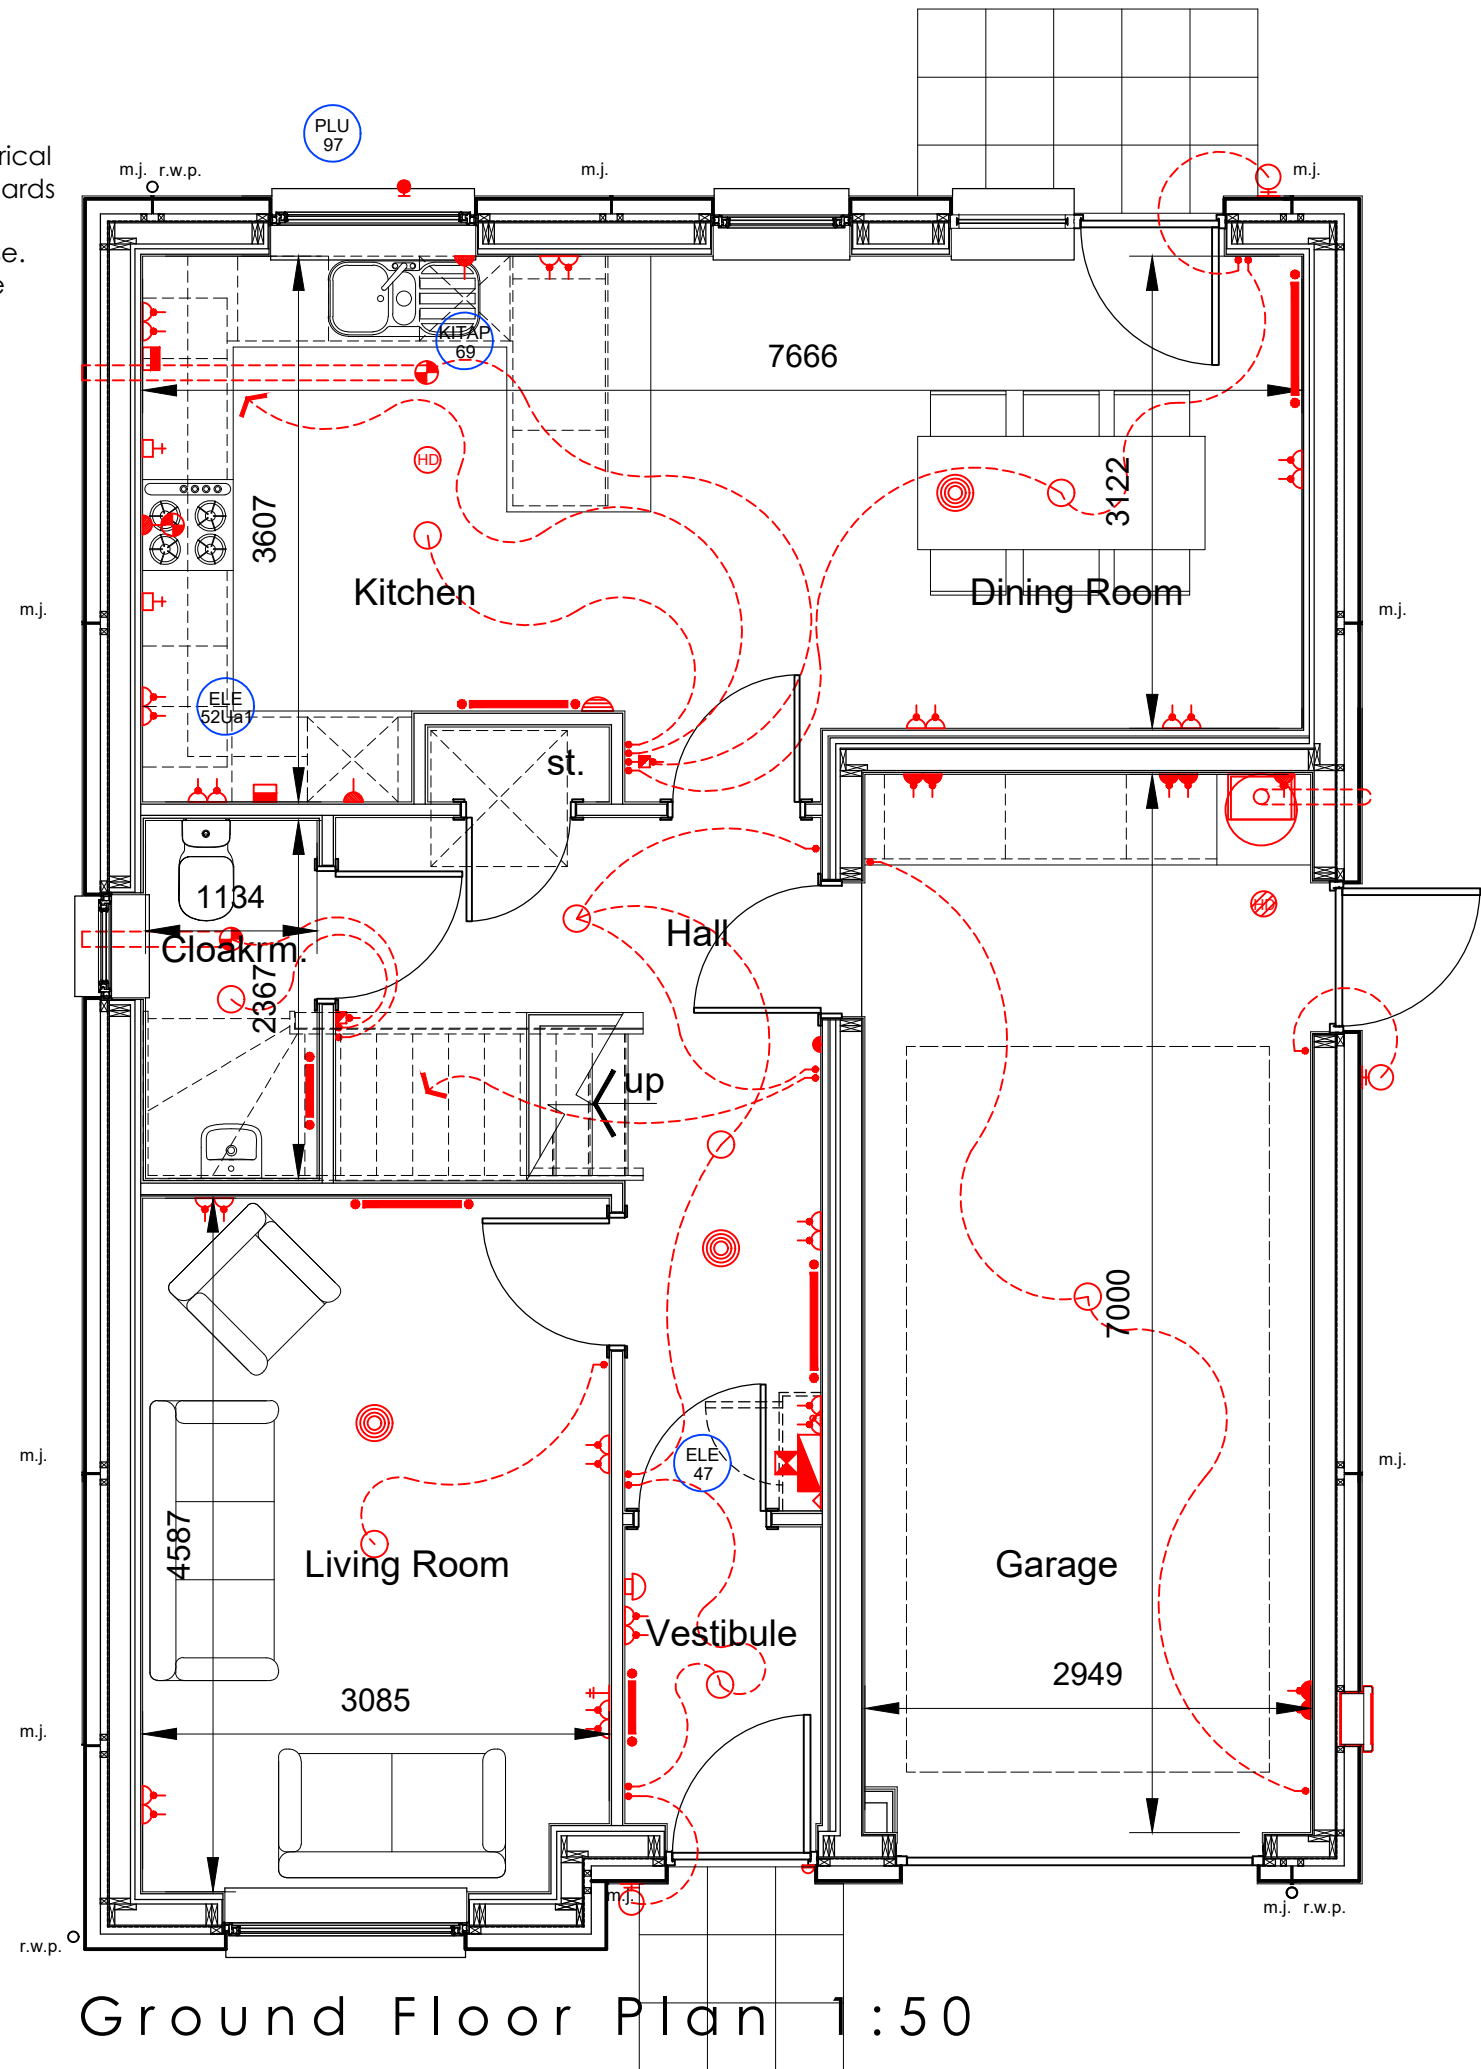 rical
ards
e.
e
PLU
97
m.j. r.w.p.
m.j.
m.j.
KITAP
69
7666
3122
3607
HD
Kitchen
Dining Room
m.j.
m.j.
ELE
52Ua1
st.
1134
Cloakrm.
2367
Hall
HD
up
7000
m.j.
m.j.
ELE
47
4587
Living Room
Garage
Vestibule
2949
3085
m.j.
m.j.
m.j. r.w.p.
r.w.p.
Ground Floor Plan 1:50